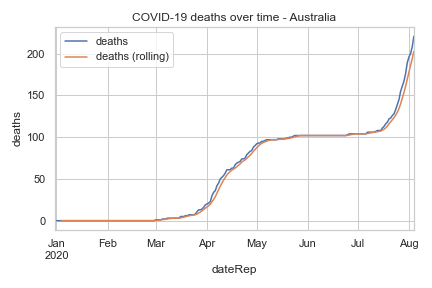 COVID-19 deaths over time - Australia
deaths
deaths (rolling)
200
150
100
50
0
deaths
Jan Feb Mar Apr May Jun Jul Aug
2020
dateRep